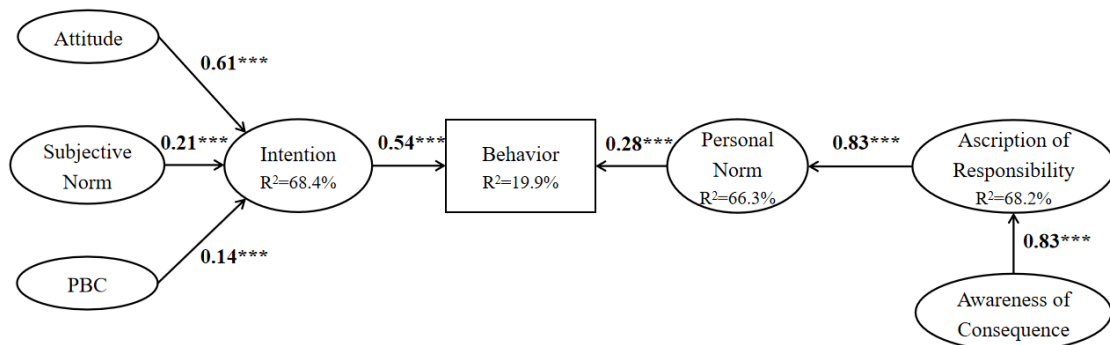 Attitude
0.61***
Subjective
Norm
0.21***
Intention
R²=68.4%
0.54***
Behavior
R²=19.9%
0.28***
Personal
Norm
R²=66.3%
0.83***
Ascription of
Responsibility
R²=68.2%
0.14***
PBC
0.83***
Awareness of
Consequence